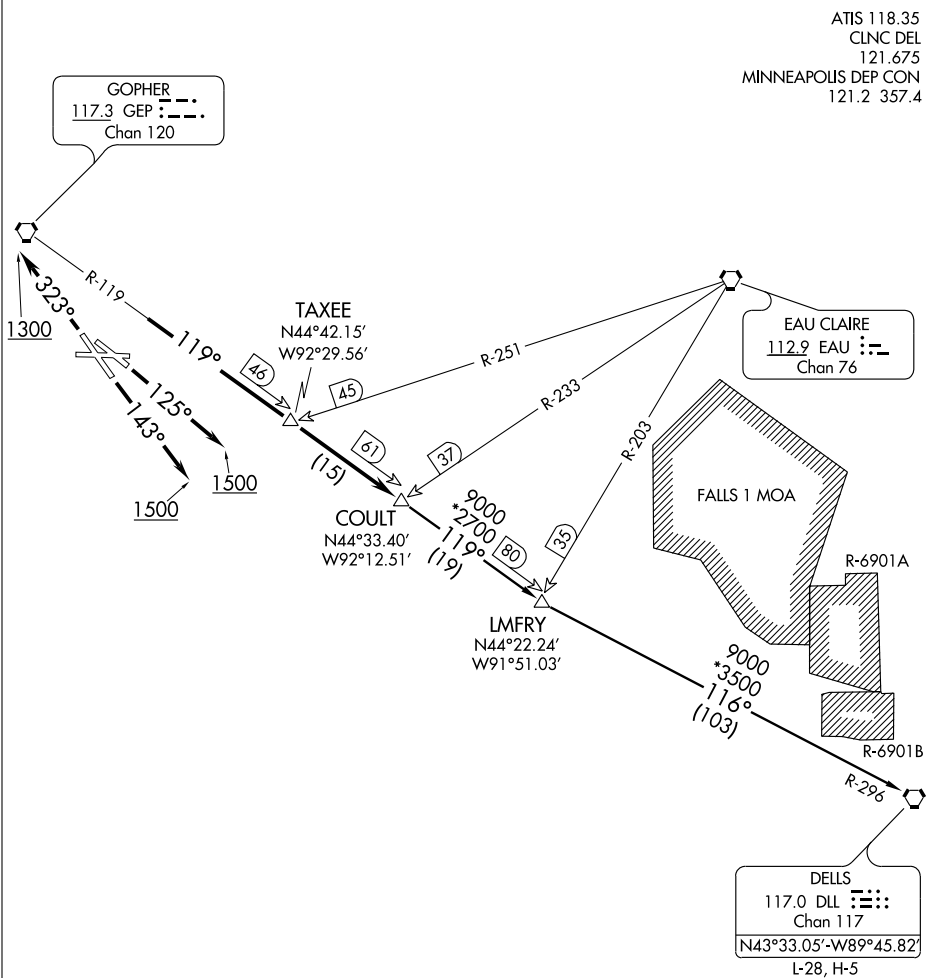 ATIS 118.35
CLNC DEL
121.675
MINNEAPOLIS DEP CON
121.2 357.4
GOPHER
117.3 GEP
Chan 120
R-119
323°
1300
119°
TAXEE
N44°42.15'
W92°29.56'
46
45
R-251
EAU CLAIRE
112.9 EAU
Chan 76
125°
143°
1500
1500
R-233
R-203
61
37
(15)
COULT
N44°33.40'
W92°12.51'
9000
*2700
119°
(19)
80
35
LMFRY
N44°22.24'
W91°51.03'
FALLS 1 MOA
R-6901A
R-6901B
9000
*3500
116°
(103)
R-296
DELLS
117.0 DLL
Chan 117
N43°33.05'-W89°45.82'
L-28, H-5